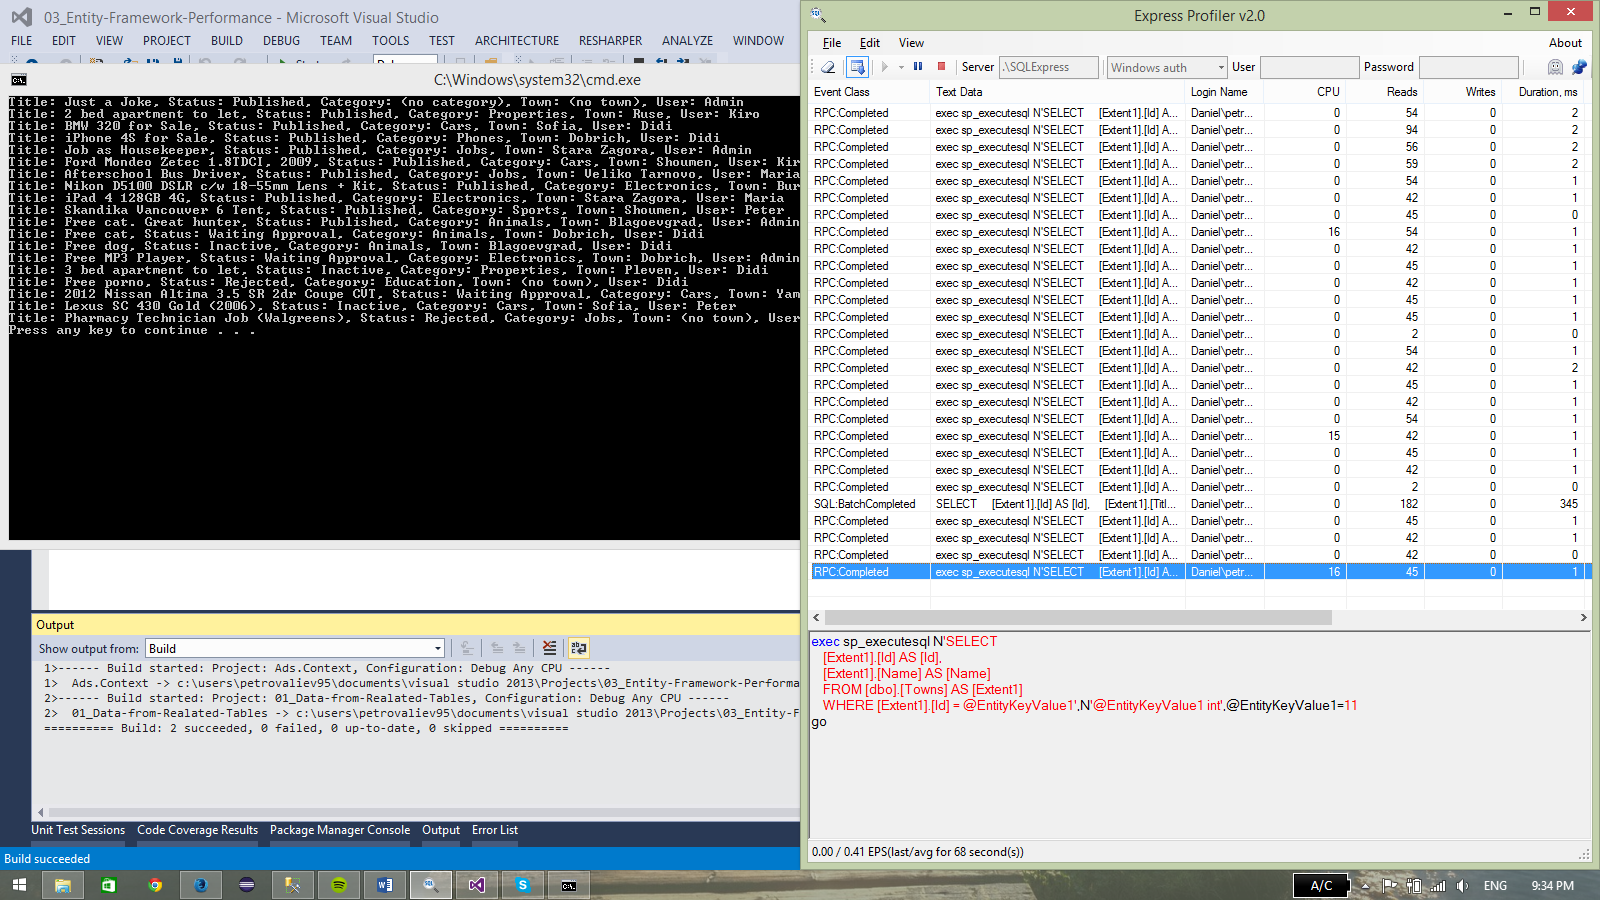 03_Entity-Framework-Performance - Microsoft Visual Studio
FILE EDIT VIEW PROJECT BUILD DEBUG TEAM TOOLS TEST ARCHITECTURE RESHARPER ANALYZE WINDOW
C:\Windows\system32\cmd.exe
Title: Just a Joke, Status: Published, Category: (no category), Town: (no town), User: Admin
Title: 2 bed apartment to let, Status: Published, Category: Properties, Town: Ruse, User: Kiro
Title: BMW 320 for Sale, Status: Published, Category: Cars, Town: Sofia, User: Didi
Title: iPhone 4S for Sale, Status: Published, Category: Phones, Town: Dobrich, User: Didi
Title: Job as Housekeeper, Status: Published, Category: Jobs, Town: Stara Zagora, User: Admin
Title: Ford Mondeo Zetec 1.8TDCI, 2009, Status: Published, Category: Cars, Town: Shoumen, User: Kir
Title: Afterschool Bus Driver, Status: Published, Category: Jobs, Town: Veliko Tarnovo, User: Maria
Title: Nikon D5100 DSLR c/w 18-55mm Lens + Kit, Status: Published, Category: Electronics, Town: Bur
Title: iPad 4 128GB 4G, Status: Published, Category: Electronics, Town: Stara Zagora, User: Maria
Title: Skandika Vancouver 6 Tent, Status: Published, Category: Sports, Town: Shoumen, User: Peter
Title: Free cat. Great hunter, Status: Published, Category: Animals, Town: Blagoevgrad, User: Admin
Title: Free cat, Status: Waiting Approval, Category: Animals, Town: Dobrich, User: Didi
Title: Free dog, Status: Inactive, Category: Animals, Town: Blagoevgrad, User: Didi
Title: Free MP3 Player, Status: Waiting Approval, Category: Electronics, Town: Dobrich, User: Admin
Title: 3 bed apartment to let, Status: Inactive, Category: Properties, Town: Pleven, User: Didi
Title: Free porno, Status: Rejected, Category: Education, Town: (no town), User: Didi
Title: 2012 Nissan Altima 3.5 SR 2dr Coupe CVT, Status: Waiting Approval, Category: Cars, Town: Yam
Title: Lexus SC 430 Gold (2006), Status: Inactive, Category: Cars, Town: Sofia, User: Peter
Title: Pharmacy Technician Job (Walgreens), Status: Rejected, Category: Jobs, Town: (no town), User
Press any key to continue . . .
Output
Show output from: Build
1>------ Build started: Project: Ads.Context, Configuration: Debug Any CPU ------
1>  Ads.Context -> c:\users\petrovaliev95\documents\visual studio 2013\Projects\03_Entity-Framework-Performa
2>------ Build started: Project: 01_Data-from-Realated-Tables, Configuration: Debug Any CPU ------
2>  01_Data-from-Realated-Tables -> c:\users\petrovaliev95\documents\visual studio 2013\Projects\03_Entity-F
========== Build: 2 succeeded, 0 failed, 0 up-to-date, 0 skipped ==========
Unit Test Sessions Code Coverage Results Package Manager Console Output Error List
Build succeeded
Express Profiler v2.0
File Edit View About
Server .\SQLExpress Windows auth User Password
Event Class Text Data Login Name CPU Reads Writes Duration, ms
RPC:Completed exec sp_executesql N'SELECT [Extent1].[Id] A... Daniel\petr... 0 54 0 2
RPC:Completed exec sp_executesql N'SELECT [Extent1].[Id] A... Daniel\petr... 0 94 0 2
RPC:Completed exec sp_executesql N'SELECT [Extent1].[Id] A... Daniel\petr... 0 56 0 2
RPC:Completed exec sp_executesql N'SELECT [Extent1].[Id] A... Daniel\petr... 0 59 0 2
RPC:Completed exec sp_executesql N'SELECT [Extent1].[Id] A... Daniel\petr... 0 54 0 1
RPC:Completed exec sp_executesql N'SELECT [Extent1].[Id] A... Daniel\petr... 0 42 0 1
RPC:Completed exec sp_executesql N'SELECT [Extent1].[Id] A... Daniel\petr... 0 45 0 0
RPC:Completed exec sp_executesql N'SELECT [Extent1].[Id] A... Daniel\petr... 16 54 0 1
RPC:Completed exec sp_executesql N'SELECT [Extent1].[Id] A... Daniel\petr... 0 42 0 1
RPC:Completed exec sp_executesql N'SELECT [Extent1].[Id] A... Daniel\petr... 0 45 0 1
RPC:Completed exec sp_executesql N'SELECT [Extent1].[Id] A... Daniel\petr... 0 42 0 1
RPC:Completed exec sp_executesql N'SELECT [Extent1].[Id] A... Daniel\petr... 0 45 0 1
RPC:Completed exec sp_executesql N'SELECT [Extent1].[Id] A... Daniel\petr... 0 45 0 1
RPC:Completed exec sp_executesql N'SELECT [Extent1].[Id] A... Daniel\petr... 0 2 0 0
RPC:Completed exec sp_executesql N'SELECT [Extent1].[Id] A... Daniel\petr... 0 54 0 1
RPC:Completed exec sp_executesql N'SELECT [Extent1].[Id] A... Daniel\petr... 0 42 0 2
RPC:Completed exec sp_executesql N'SELECT [Extent1].[Id] A... Daniel\petr... 0 45 0 1
RPC:Completed exec sp_executesql N'SELECT [Extent1].[Id] A... Daniel\petr... 0 42 0 1
RPC:Completed exec sp_executesql N'SELECT [Extent1].[Id] A... Daniel\petr... 0 54 0 1
RPC:Completed exec sp_executesql N'SELECT [Extent1].[Id] A... Daniel\petr... 15 42 0 1
RPC:Completed exec sp_executesql N'SELECT [Extent1].[Id] A... Daniel\petr... 0 45 0 1
RPC:Completed exec sp_executesql N'SELECT [Extent1].[Id] A... Daniel\petr... 0 42 0 1
RPC:Completed exec sp_executesql N'SELECT [Extent1].[Id] A... Daniel\petr... 0 2 0 0
SQL:BatchCompleted SELECT [Extent1].[Id] AS [Id], [Extent1].[Titl... Daniel\petr... 0 182 0 345
RPC:Completed exec sp_executesql N'SELECT [Extent1].[Id] A... Daniel\petr... 0 45 0 1
RPC:Completed exec sp_executesql N'SELECT [Extent1].[Id] A... Daniel\petr... 0 42 0 1
RPC:Completed exec sp_executesql N'SELECT [Extent1].[Id] A... Daniel\petr... 0 42 0 0
RPC:Completed exec sp_executesql N'SELECT [Extent1].[Id] A... Daniel\petr... 16 45 0 1
exec sp_executesql N'SELECT
[Extent1].[Id] AS [Id],
[Extent1].[Name] AS [Name]
FROM [dbo].[Towns] AS [Extent1]
WHERE [Extent1].[Id] = @EntityKeyValue1',N'@EntityKeyValue1 int',@EntityKeyValue1=11
go
0.00 / 0.41 EPS(last/avg for 68 second(s))
A/C ENG 9:34 PM